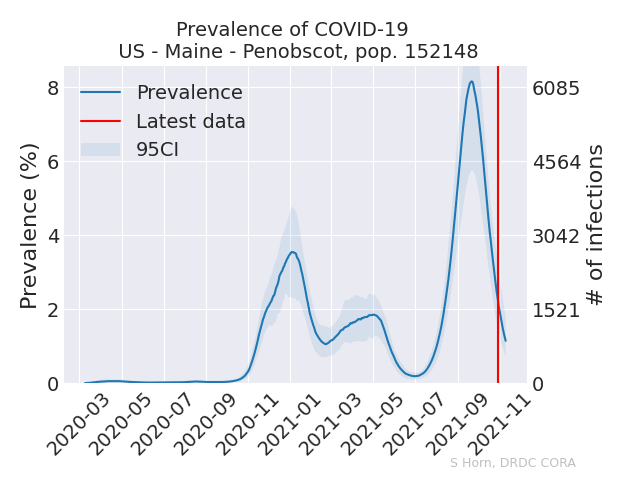 Prevalence of COVID-19
US - Maine - Penobscot, pop. 152148
Prevalence
Latest data
95CI
Prevalence (%)
8
6
4
2
0
6085
4564
3042
1521
0
# of infections
2020-03
2020-05
2020-07
2020-09
2020-11
2021-01
2021-03
2021-05
2021-07
2021-09
2021-11
S Horn, DRDC CORA